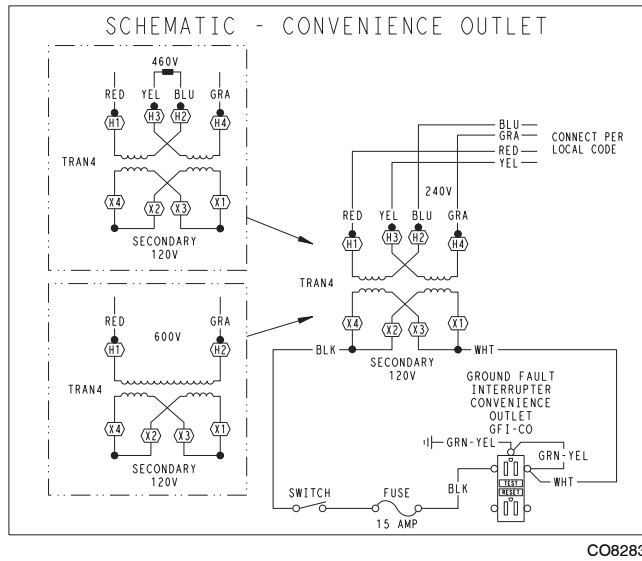 SCHEMATIC - CONVENIENCE OUTLET
460V
RED YEL BLU GRA
H1 H3 H2 H4
TRAN4
X4 X2 X3 X1
SECONDARY
120V
600V
RED GRA
H1 H2
TRAN4
X4 X2 X3 X1
SECONDARY
120V
BLU
GRA
RED
YEL
CONNECT PER
LOCAL CODE
240V
RED YEL BLU GRA
H1 H3 H2 H4
TRAN4
X4 X2 X3 X1
BLK
WHT
SECONDARY
120V
GROUND FAULT
INTERRUPTER
CONVENIENCE
OUTLET
GFI-CO
GRN-YEL
GRN-YEL
WHT
BLK
TEST
RESET
SWITCH
FUSE
15 AMP
CO8283